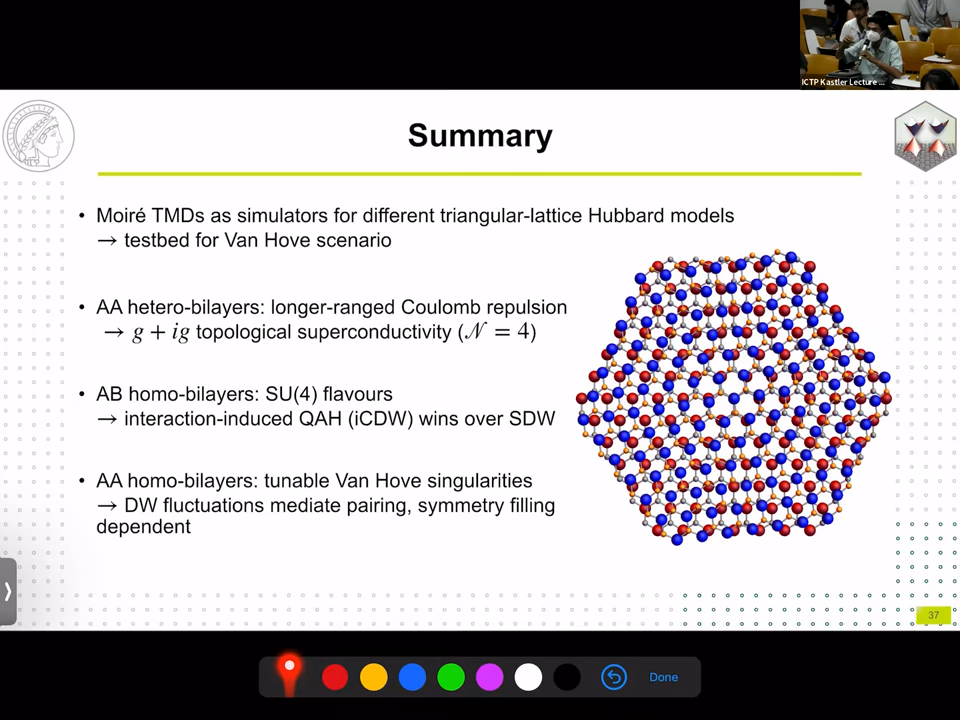 ICTP Kastler Lecture ...
Summary
• Moiré TMDs as simulators for different triangular-lattice Hubbard models
→ testbed for Van Hove scenario
• AA hetero-bilayers: longer-ranged Coulomb repulsion
→ g + ig topological superconductivity (𝒩 = 4)
• AB homo-bilayers: SU(4) flavours
→ interaction-induced QAH (iCDW) wins over SDW
• AA homo-bilayers: tunable Van Hove singularities
→ DW fluctuations mediate pairing, symmetry filling
dependent
37
Done